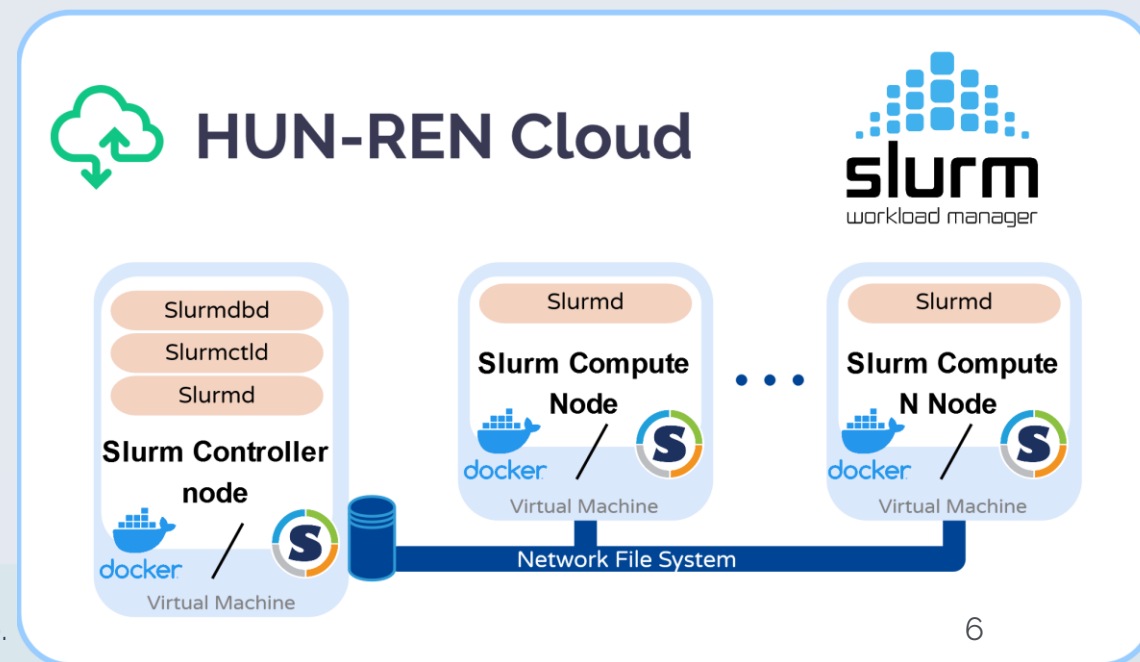 HUN-REN Cloud
slurm
workload manager
Slurmdbd
Slurmctld
Slurmd
Slurm Controller
node
docker
S
Virtual Machine
Slurmd
Slurm Compute
Node
docker
S
Virtual Machine
...
Slurmd
Slurm Compute
N Node
docker
S
Virtual Machine
Network File System
.
6